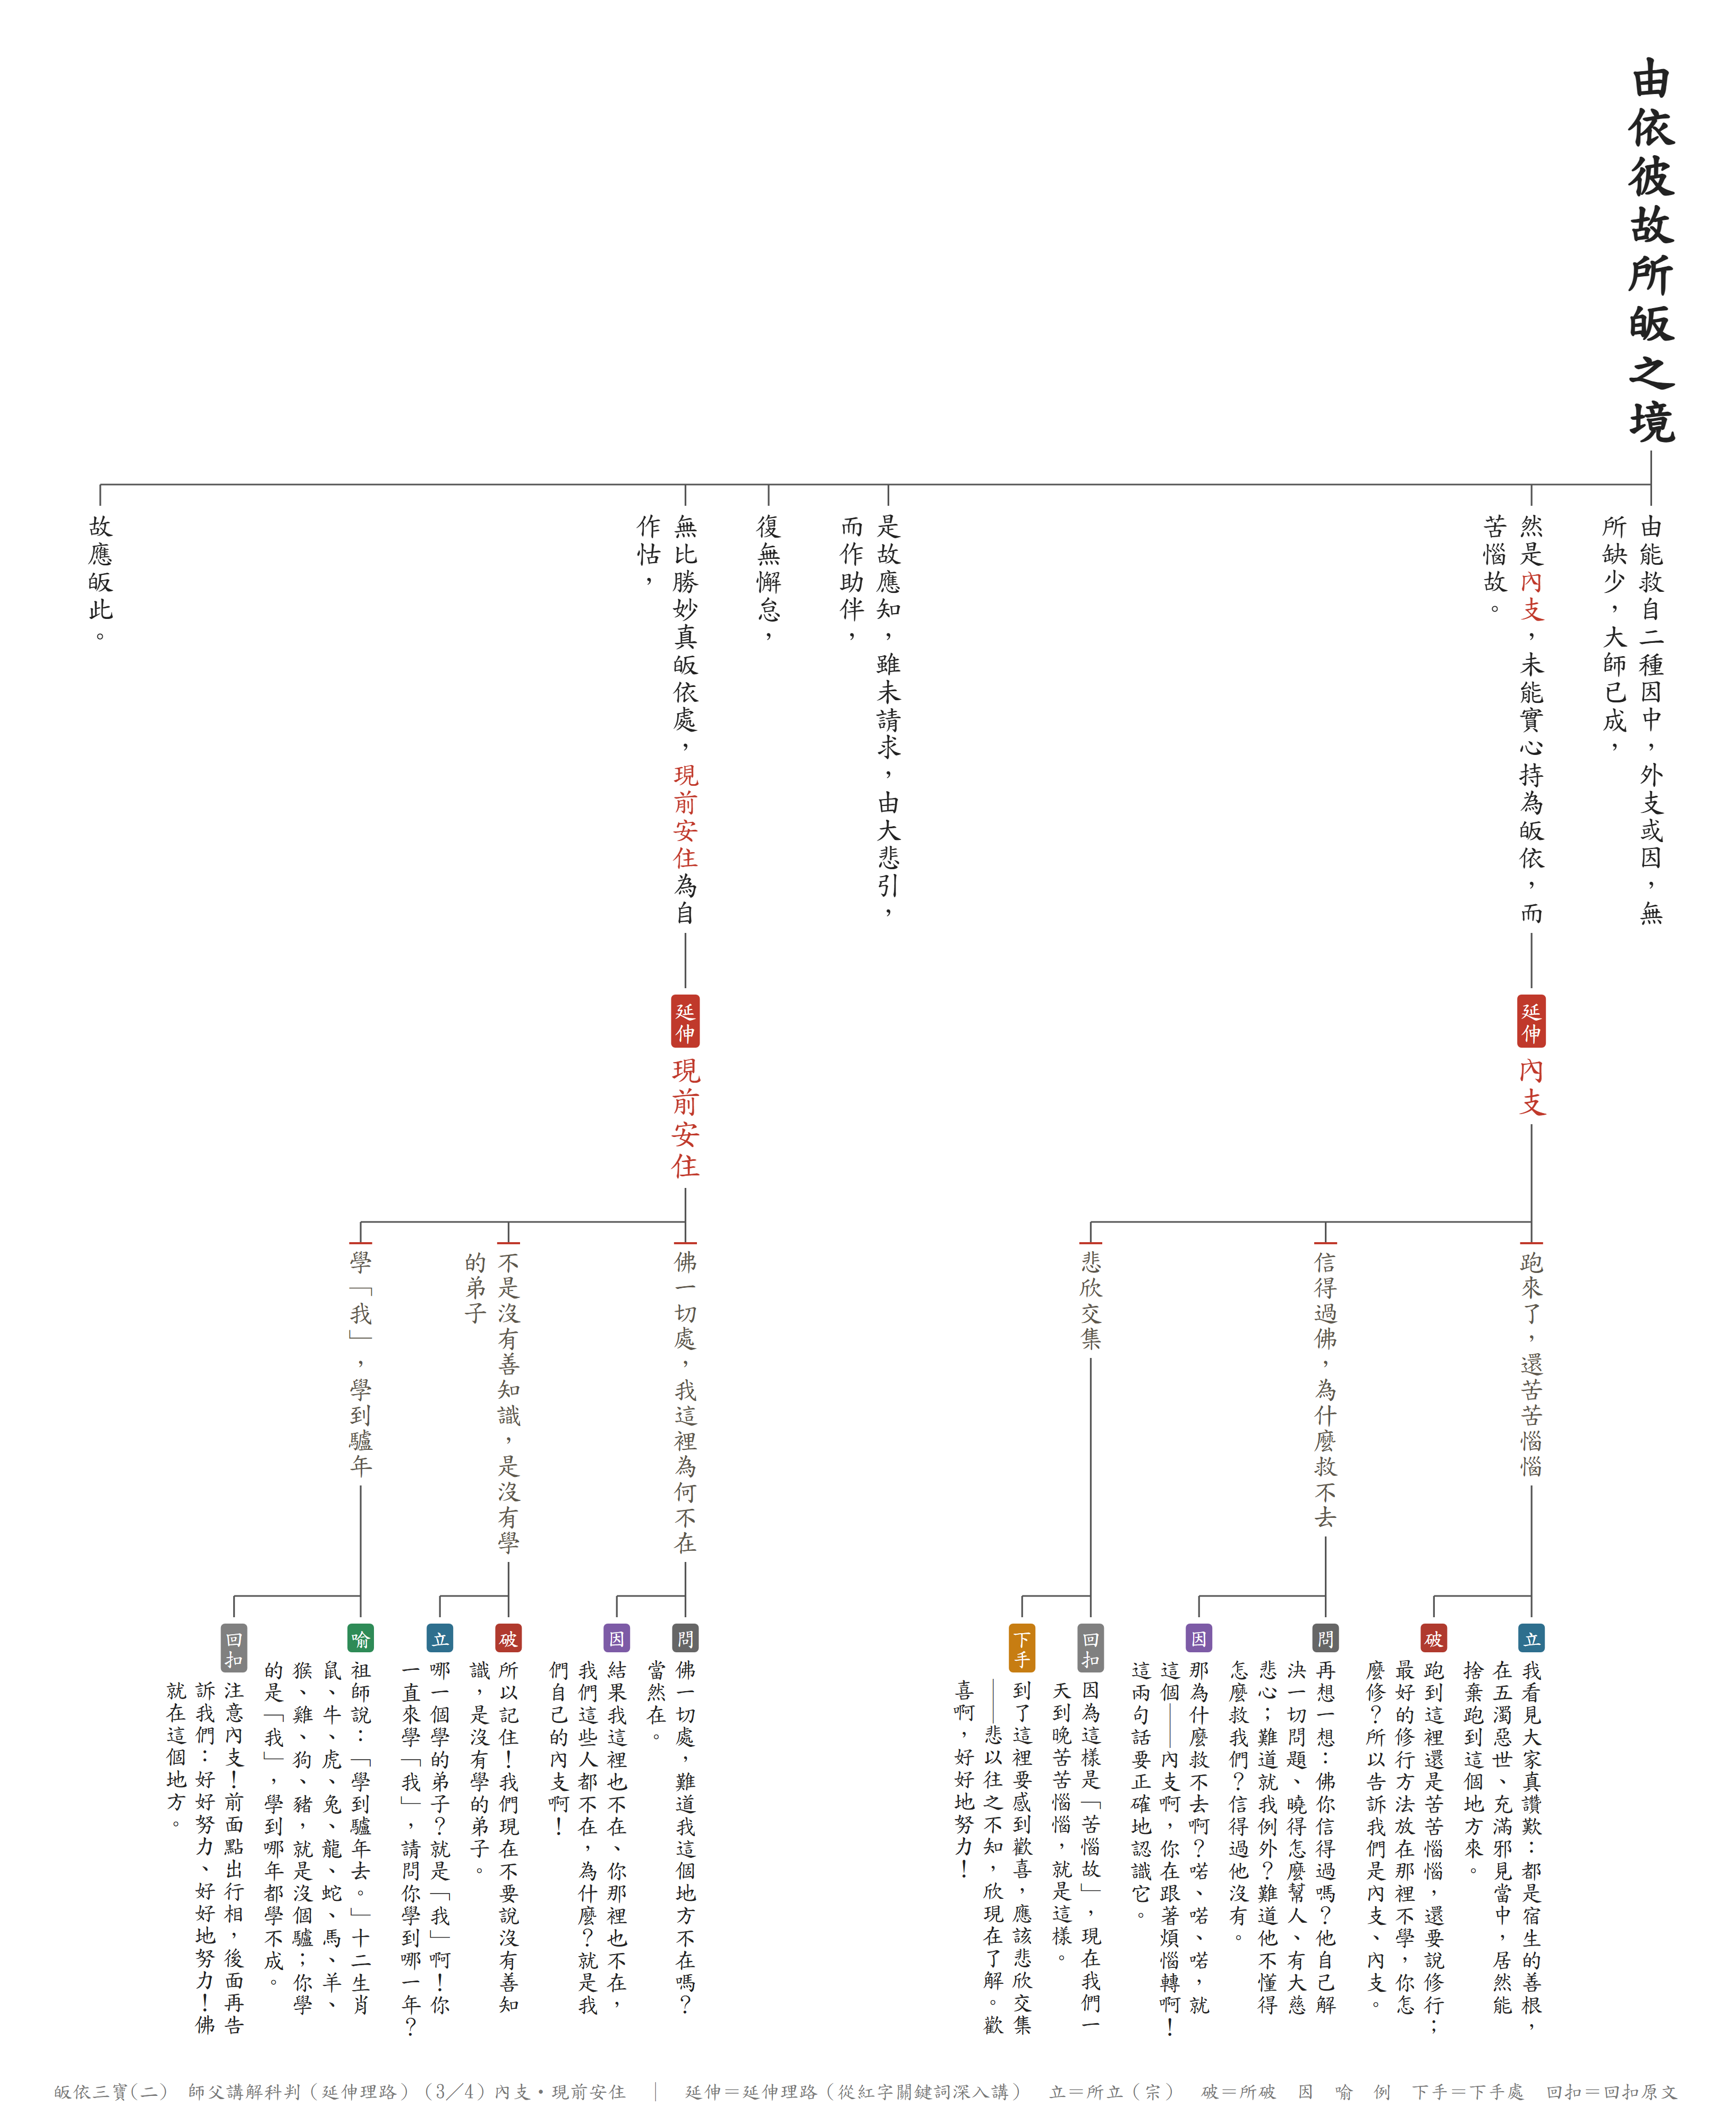 由依彼故所皈之境
由能救自二種因中，外支或因，無
所缺少，大師已成，
然是內支，未能實心持為皈依，而
苦惱故。
是故應知，雖未請求，由大悲引，
而作助伴，
復無懈怠，
無比勝妙真皈依處，現前安住為自
作怙，
故應皈此。
延伸
內支
延伸
現前安住
跑來了，還苦苦惱惱
信得過佛，為什麼救不去
悲欣交集
佛一切處，我這裡為何不在
不是沒有善知識，是沒有學
的弟子
學「我」，學到驢年
立
我看見大家真讚歎：都是宿生的善根，
在五濁惡世、充滿邪見當中，居然能
捨棄跑到這個地方來。
破
跑到這裡還是苦苦惱惱，還要說修行；
最好的修行方法放在那裡不學，你怎
麼修？所以告訴我們是內支、內支。
問
再想一想：佛你信得過嗎？他自己解
決一切問題、曉得怎麼幫人、有大慈
悲心；難道就我例外？難道他不懂得
怎麼救我們？信得過他沒有。
因
那為什麼救不去啊？喏、喏、喏，就
這個——內支啊，你在跟著煩惱轉啊！
這兩句話要正確地認識它。
回扣
因為這樣是「苦惱故」，現在我們一
天到晚苦苦惱惱，就是這樣。
下手
到了這裡要感到歡喜，應該悲欣交集
——悲以往之不知，欣現在了解。歡
喜啊，好好地努力！
問
佛一切處，難道我這個地方不在嗎？
當然在。
因
結果我這裡也不在、你那裡也不在，
我們這些人都不在，為什麼？就是我
們自己的內支啊！
破
所以記住！我們現在不要說沒有善知
識，是沒有學的弟子。
立
哪一個學的弟子？就是「我」啊！你
一直來學「我」，請問你學到哪一年？
喻
祖師說：「學到驢年去。」十二生肖
鼠、牛、虎、兔、龍、蛇、馬、羊、
猴、雞、狗、豬，就是沒個驢；你學
的是「我」，學到哪年都學不成。
回扣
注意內支！前面點出行相，後面再告
訴我們：好好努力、好好地努力！佛
就在這個地方。
皈依三寶(二)　師父講解科判（延伸理路）（3／4）內支・現前安住　｜　延伸＝延伸理路（從紅字關鍵詞深入講）　立＝所立（宗）　破＝所破　因　喻　例　下手＝下手處　回扣＝回扣原文